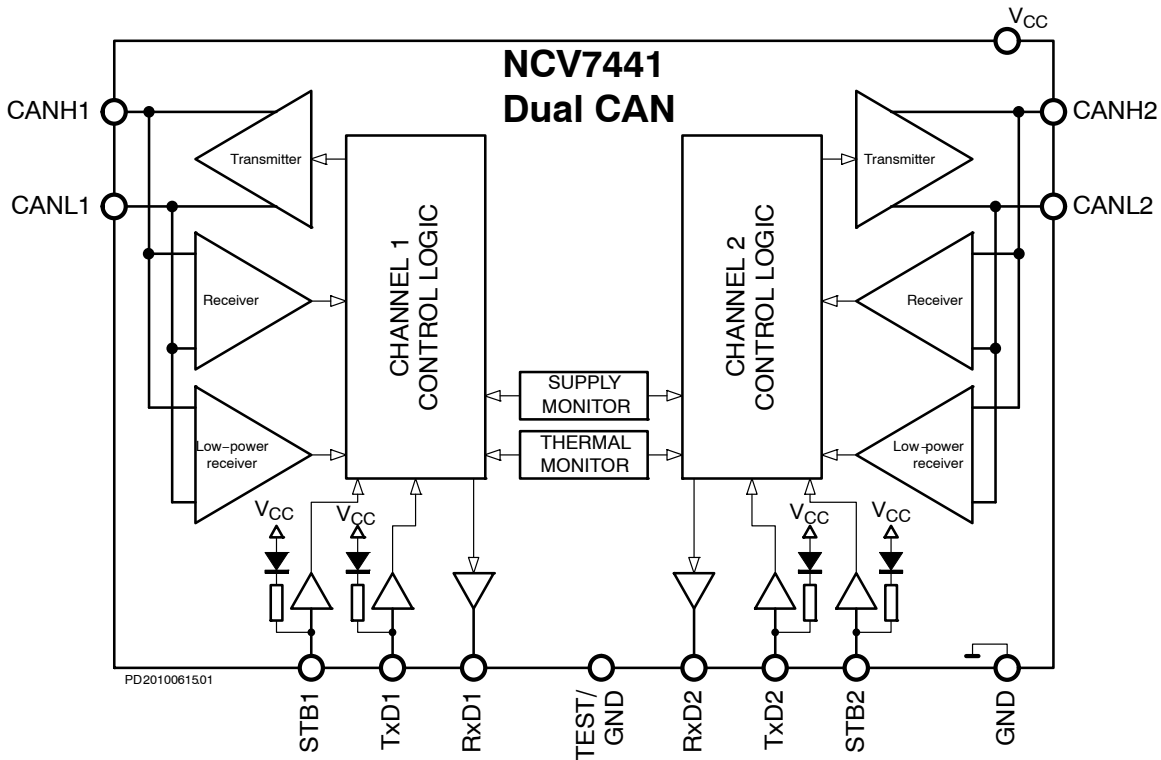 VCC
NCV7441
Dual CAN
CANH1
CANH2
Transmitter
Transmitter
CANL1
CANL2
CHANNEL 1
CONTROL LOGIC
CHANNEL 2
CONTROL LOGIC
Receiver
Receiver
SUPPLY
MONITOR
THERMAL
MONITOR
Low-power
receiver
Low-power
receiver
VCC
VCC
VCC
VCC
PD20100615.01
STB1
TxD1
RxD1
TEST/
GND
RxD2
TxD2
STB2
GND